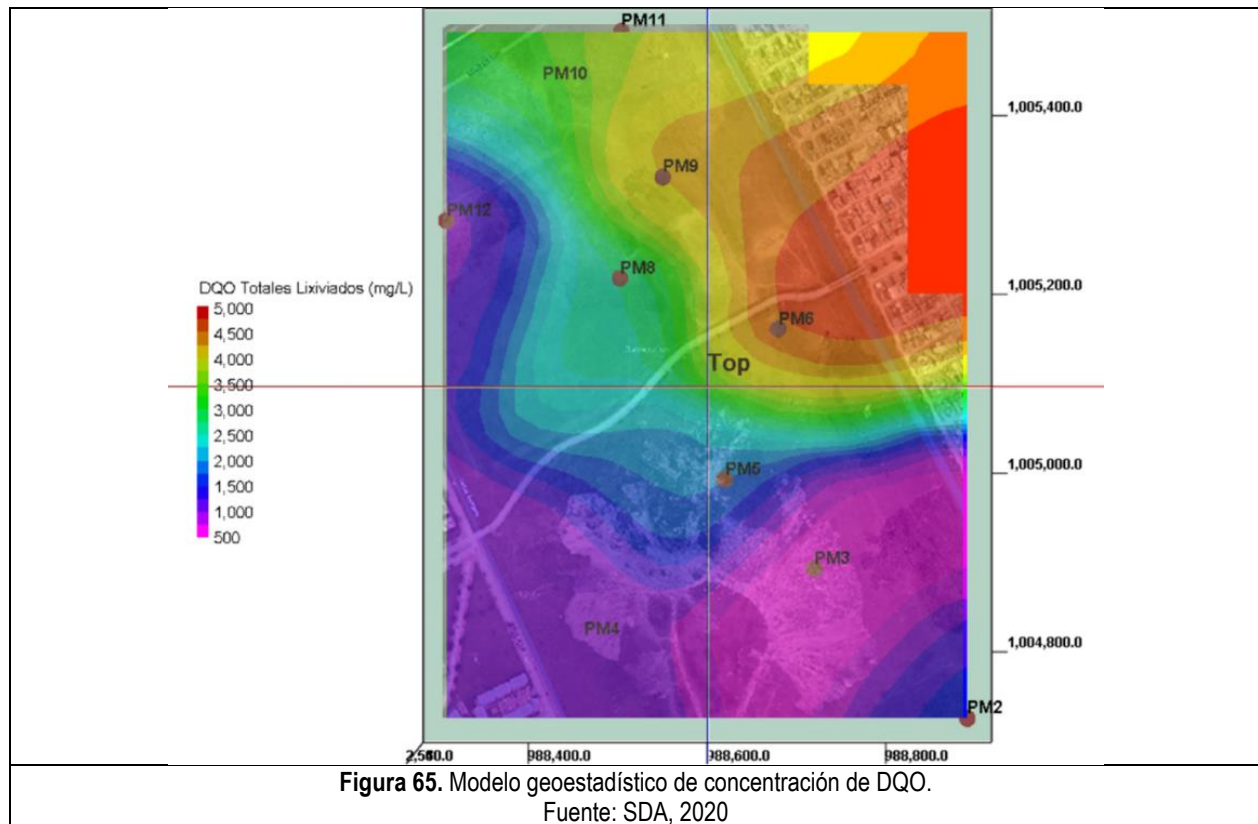 PM11
PM10
1,005,400.0
PM9
PM12
PM8
DQO Totales Lixiviados (mg/L)
5,000
4,500
4,000
3,500
3,000
2,500
2,000
1,500
1,000
500
1,005,200.0
PM6
Top
1,005,000.0
PM5
PM3
PM4
1,004,800.0
PM2
988,400.0
988,600.0
988,800.0
Figura 65. Modelo geoestadístico de concentración de DQO.
Fuente: SDA, 2020